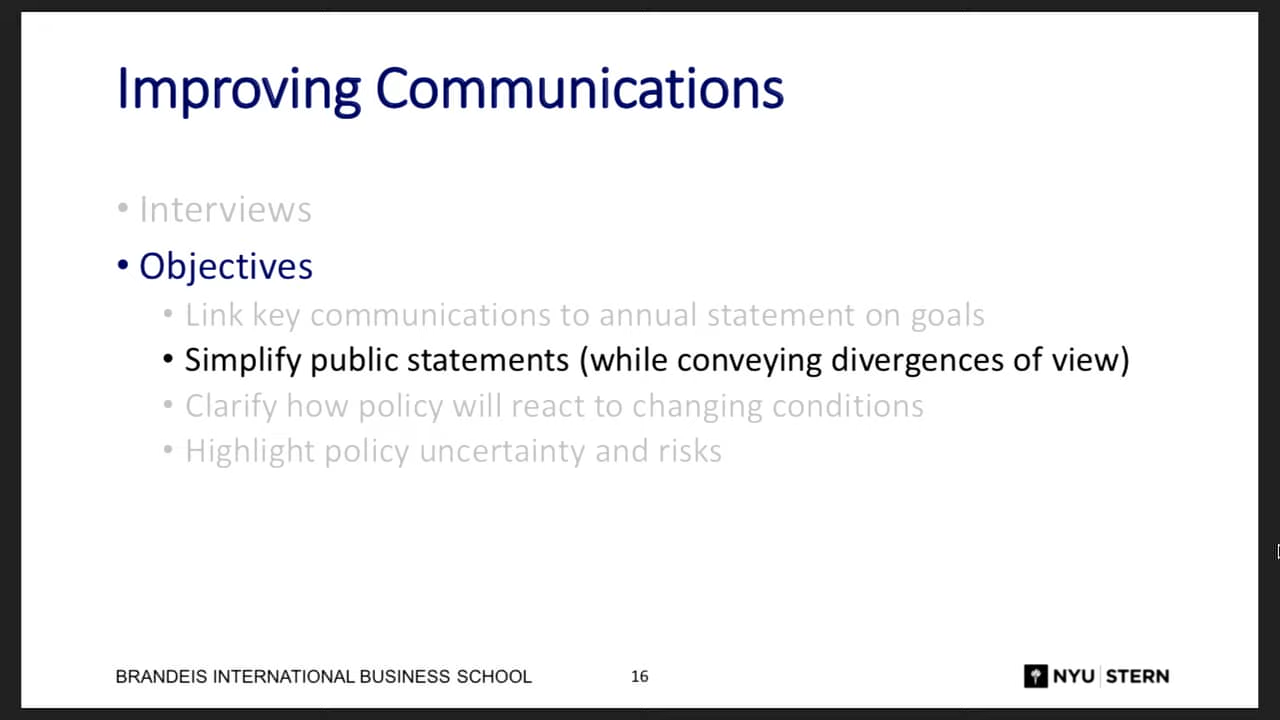 Improving Communications
• Interviews
• Objectives
• Link key communications to annual statement on goals
• Simplify public statements (while conveying divergences of view)
• Clarify how policy will react to changing conditions
• Highlight policy uncertainty and risks
BRANDEIS INTERNATIONAL BUSINESS SCHOOL 16 NYU STERN